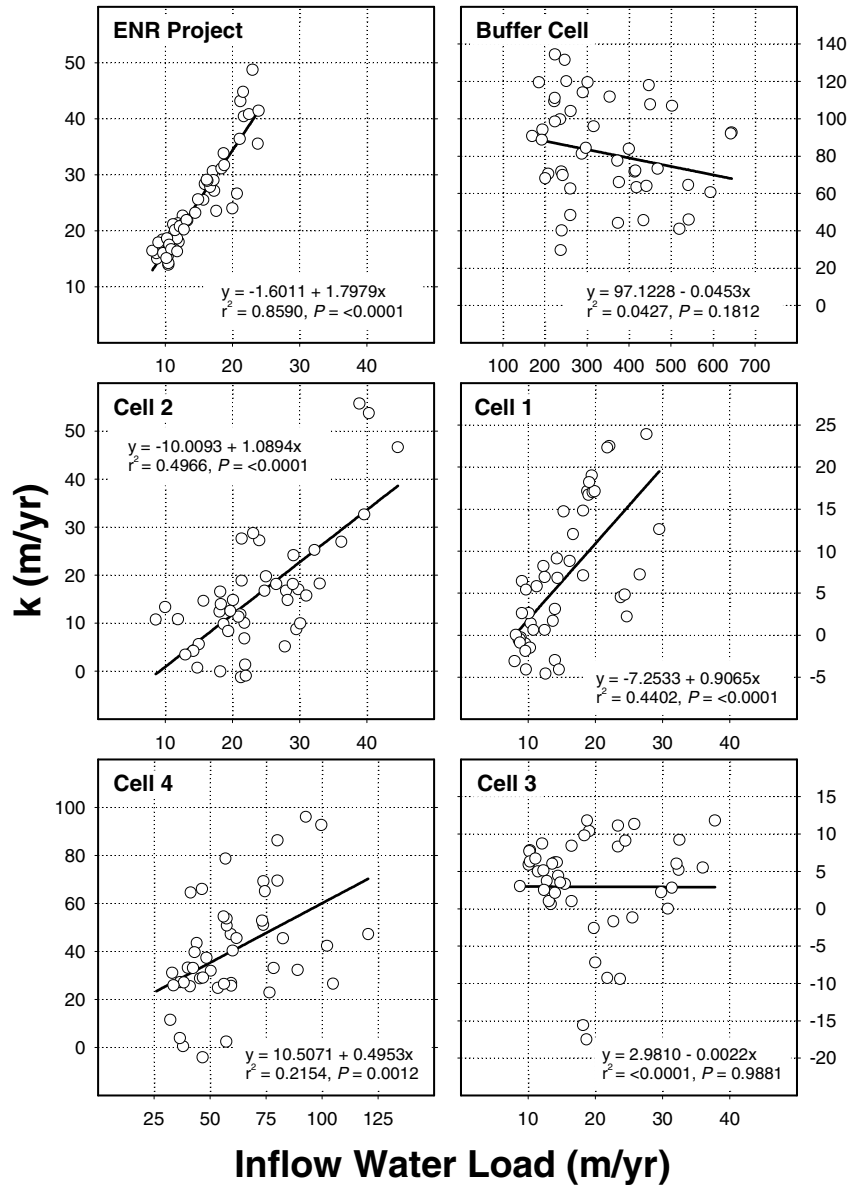 ENR Project
50
40
30
20
10
y = -1.6011 + 1.7979x
r² = 0.8590, P = <0.0001
10 20 30 40
Buffer Cell
140
120
100
80
60
40
20
0
y = 97.1228 - 0.0453x
r² = 0.0427, P = 0.1812
100 200 300 400 500 600 700
Cell 2
50
40
30
20
10
0
y = -10.0093 + 1.0894x
r² = 0.4966, P = <0.0001
10 20 30 40
Cell 1
25
20
15
10
5
0
-5
y = -7.2533 + 0.9065x
r² = 0.4402, P = <0.0001
10 20 30 40
k (m/yr)
Cell 4
100
80
60
40
20
0
y = 10.5071 + 0.4953x
r² = 0.2154, P = 0.0012
25 50 75 100 125
Cell 3
15
10
5
0
-5
-10
-15
-20
y = 2.9810 - 0.0022x
r² = <0.0001, P = 0.9881
10 20 30 40
Inflow Water Load (m/yr)